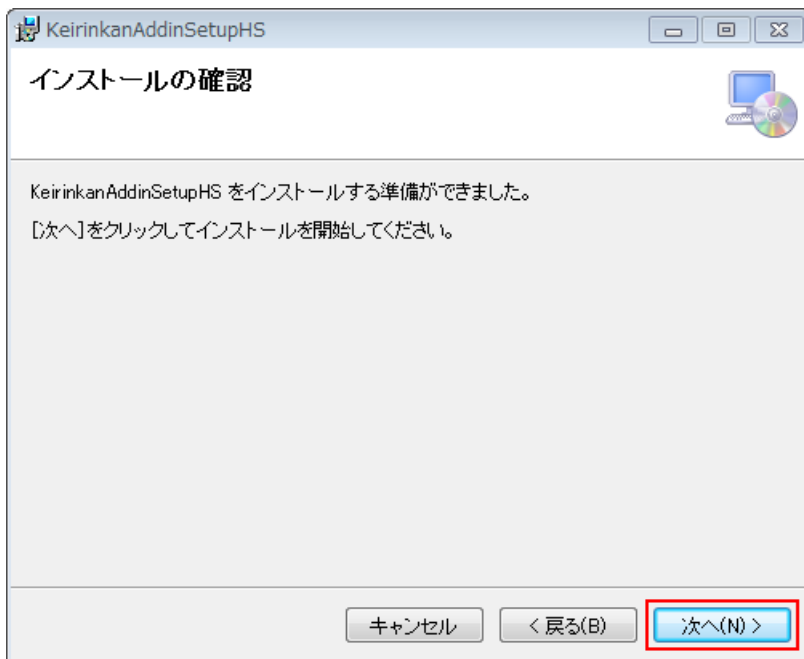 KeirinkanAddinSetupHS
インストールの確認
KeirinkanAddinSetupHS をインストールする準備ができました。
[次へ]をクリックしてインストールを開始してください。
キャンセル
< 戻る(B)
次へ(N) >